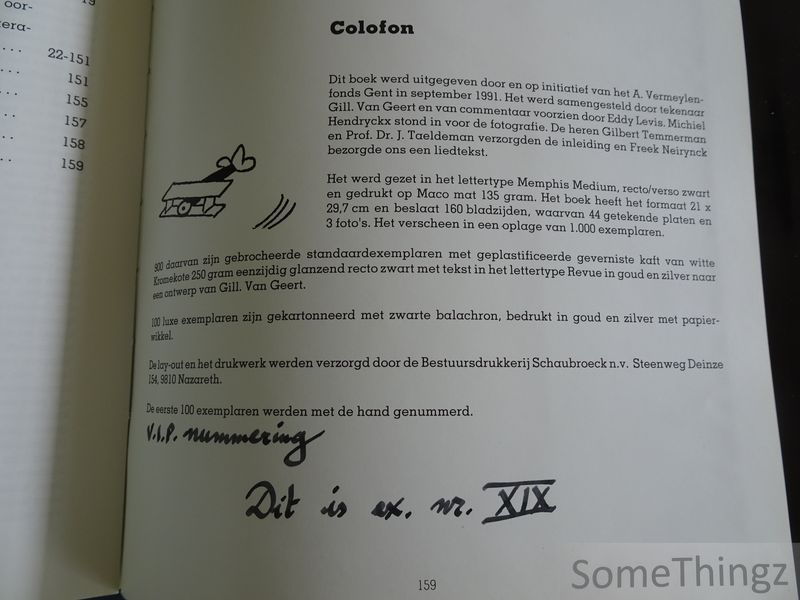 19
oor-
era-
... 22-151
... 151
... 155
... 157
.. 158
.. 159
Colofon
Dit boek werd uitgegeven door en op initiatief van het A. Vermeylen-
fonds Gent in september 1991. Het werd samengesteld door tekenaar
Gill. Van Geert en van commentaar voorzien door Eddy Levis. Michiel
Hendryckx stond in voor de fotografie. De heren Gilbert Temmerman
en Prof. Dr. J. Taeldeman verzorgden de inleiding en Freek Neirynck
bezorgde ons een liedtekst.
Het werd gezet in het lettertype Memphis Medium, recto/verso zwart
en gedrukt op Maco mat 135 gram. Het boek heeft het formaat 21 x
29,7 cm en beslaat 160 bladzijden, waarvan 44 getekende platen en
3 foto's. Het verscheen in een oplage van 1.000 exemplaren.
900 daarvan zijn gebrocheerde standaardexemplaren met geplastificeerde geverniste kaft van witte
Kromekote 250 gram eenzijdig glanzend recto zwart met tekst in het lettertype Revue in goud en zilver naar
een ontwerp van Gill. Van Geert.
100 luxe exemplaren zijn gekartonneerd met zwarte balachron, bedrukt in goud en zilver met papier-
wikkel.
De lay-out en het drukwerk werden verzorgd door de Bestuursdrukkerij Schaubroeck n.v. Steenweg Deinze
154, 9810 Nazareth.
De eerste 100 exemplaren werden met de hand genummerd.
V.I.P. nummering
Dit is ex. nr. XIX
159
SomeThingz